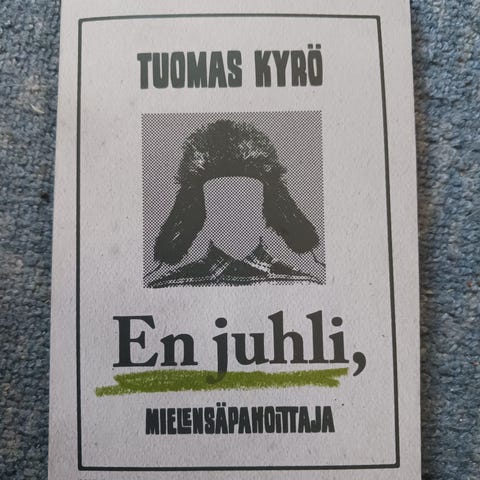 TUOMAS KYRÖ
En juhli,
MIELENSÄPAHOITTAJA